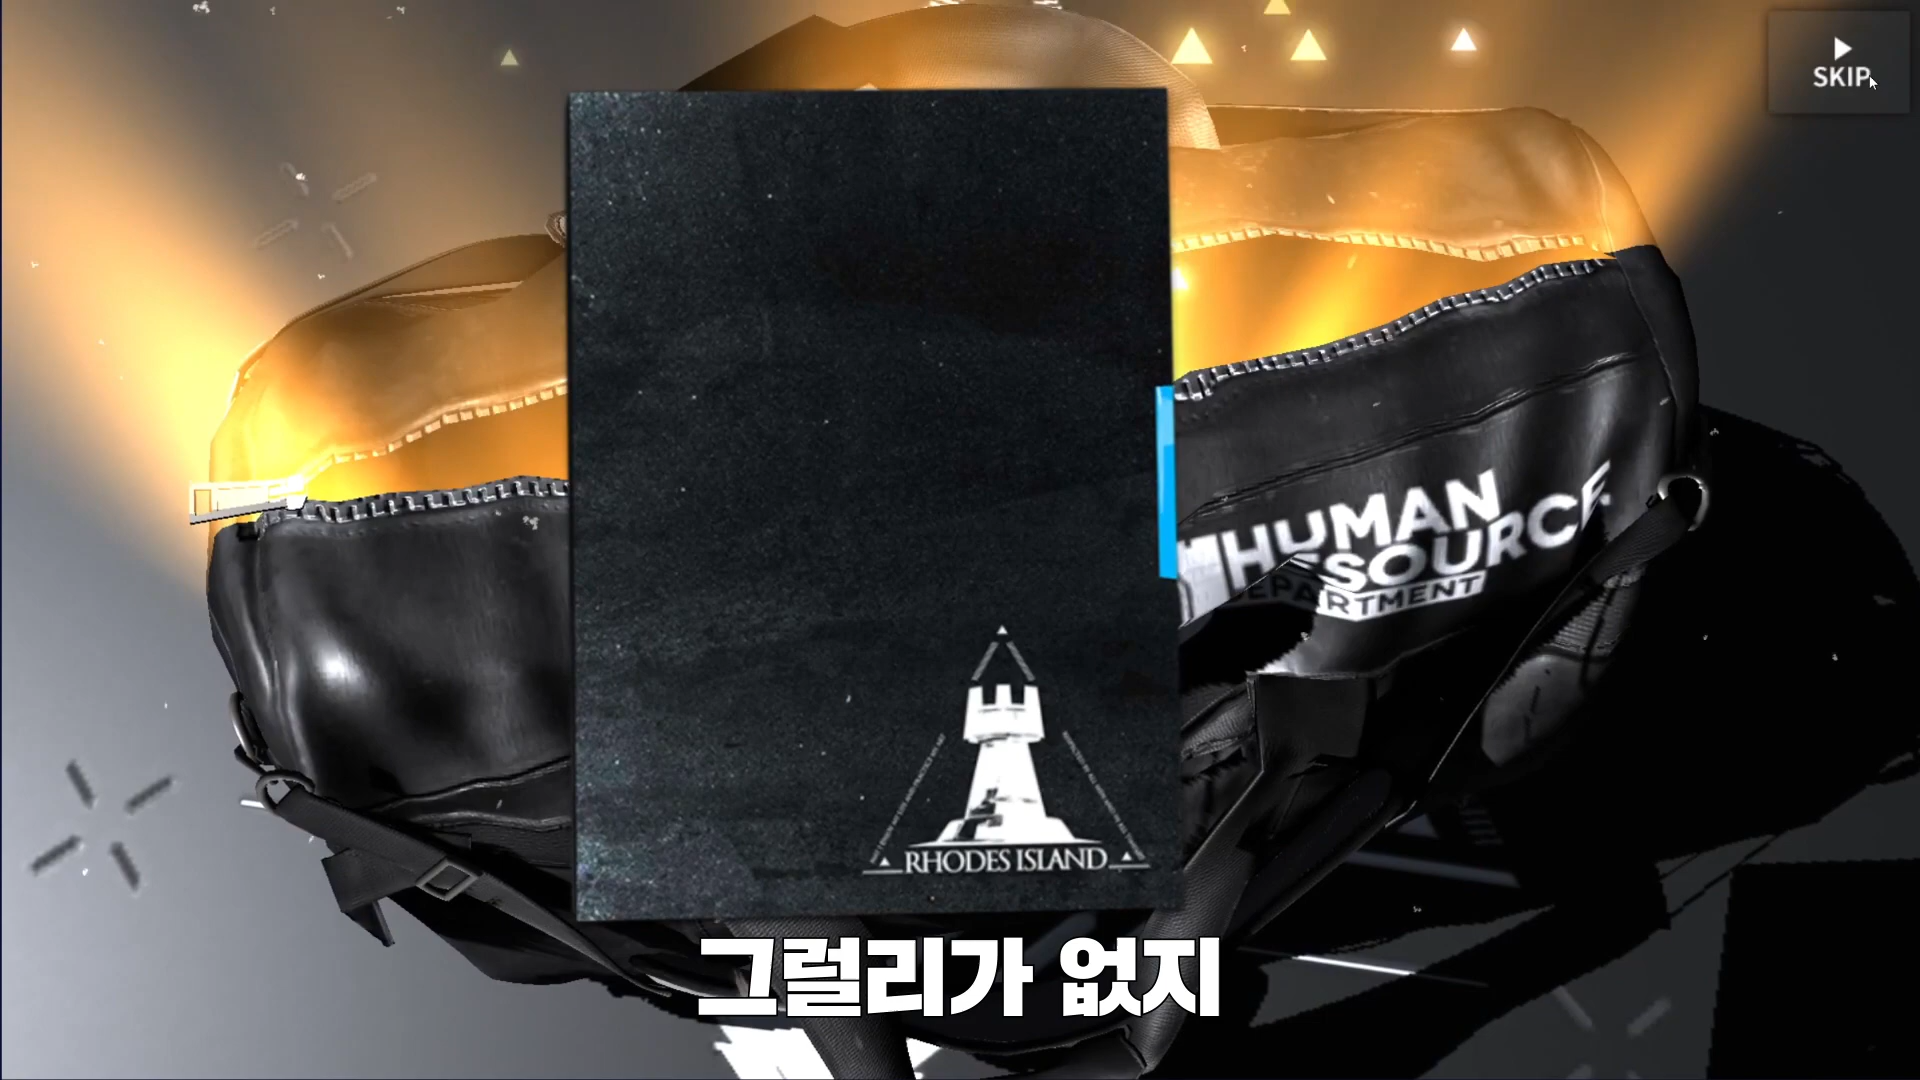 SKIP
HUMAN
RESOURCE
DEPARTMENT
RHODES ISLAND
그럴리가 없지